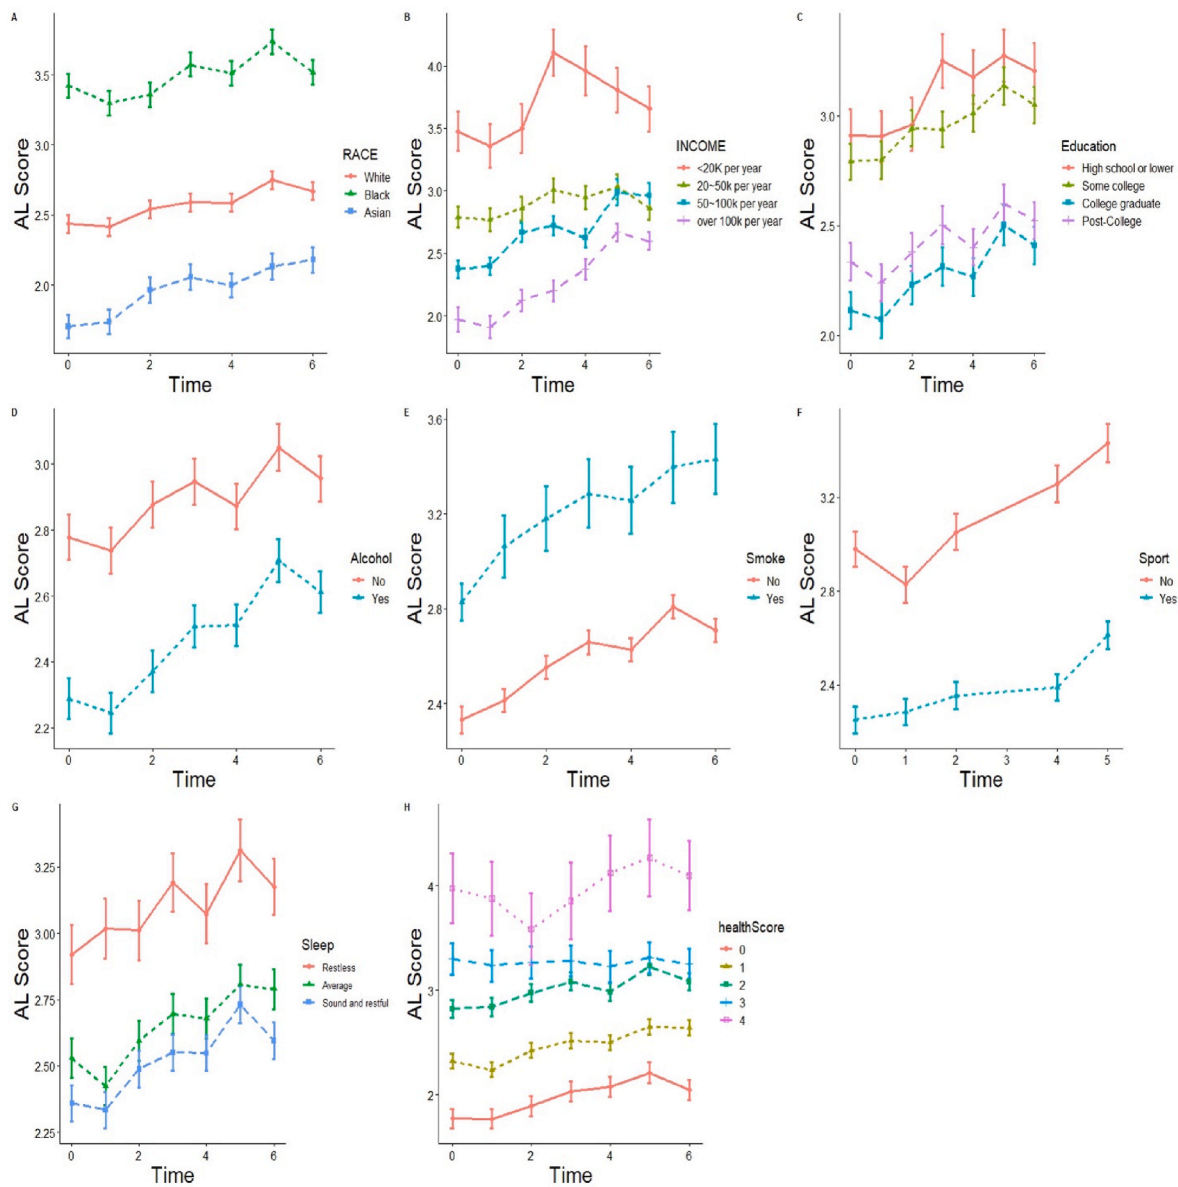 A
AL Score
3.5
3.0
2.5
2.0
0
2
4
6
Time
RACE
White
Black
Asian
B
AL Score
4.0
3.5
3.0
2.5
2.0
0
2
4
6
Time
INCOME
<20K per year
20~50k per year
50~100k per year
over 100k per year
C
AL Score
3.0
2.5
2.0
0
2
4
6
Time
Education
High school or lower
Some college
College graduate
Post-College
D
AL Score
3.0
2.8
2.6
2.4
2.2
0
2
4
6
Time
Alcohol
No
Yes
E
AL Score
3.6
3.2
2.8
2.4
0
2
4
6
Time
Smoke
No
Yes
F
AL Score
3.2
2.8
2.4
0
1
2
3
4
5
Time
Sport
No
Yes
G
AL Score
3.25
3.00
2.75
2.50
2.25
0
2
4
6
Time
Sleep
Restless
Average
Sound and restful
H
AL Score
4
3
2
0
2
4
6
Time
healthScore
0
1
2
3
4